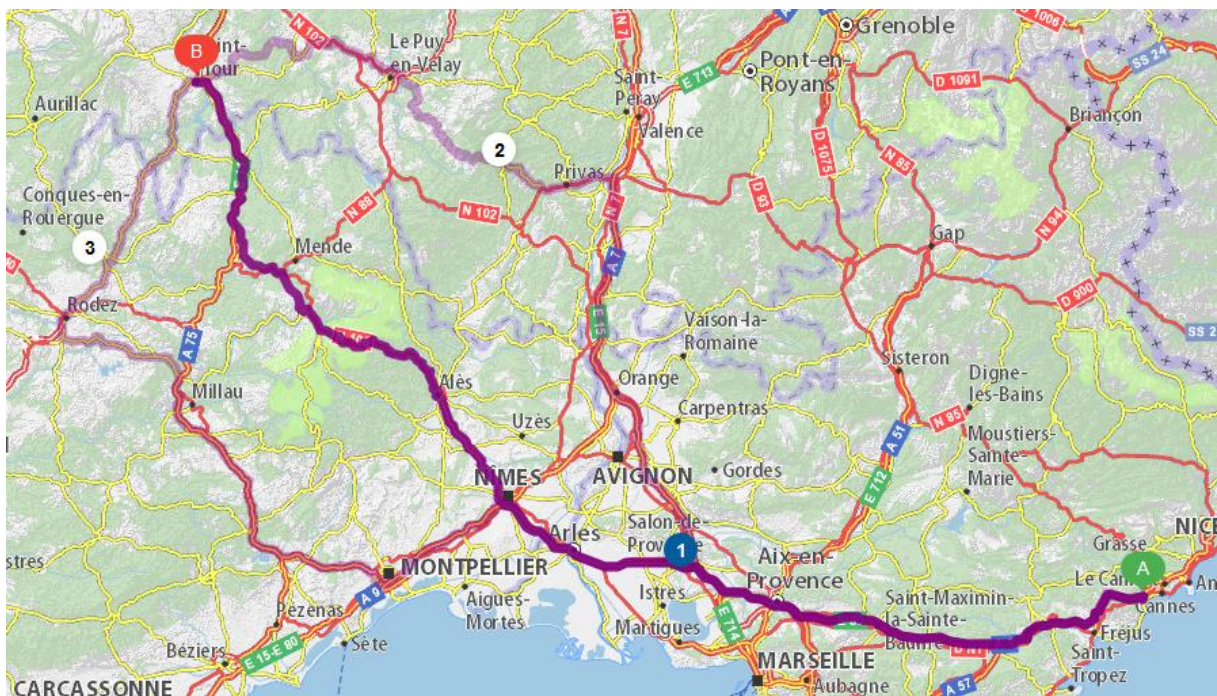 N 7
Grenoble
D 1006
SS 24
B
N 102
Le Puy-
en-Velay
E 713
Pont-en-
Royans
D 1091
Aurillac
Saint-
Péray
Valence
D 1075
N 85
Briançon
2
Privas
Conques-en-
Rouergue
N 88
N 102
N 7
D 93
N 94
3
Mende
A 7
Gap
D 900
Rodez
A 75
E 15
Vaison-la-
Romaine
Sisteron
Millau
Alès
Orange
Digne-
les-Bains
Uzès
Carpentras
A 51
N 85
Moustiers-
Sainte-
Marie
NÎMES
AVIGNON
Gordes
E 712
Salon-de-
Arles
1
Aix-en-
Provence
Grasse
A
MONTPELLIER
A 9
Istres
Cannes
Pézenas
Aigues-
Mortes
Saint-Maximin-
la-Sainte-
Baume
Martigues
E 714
Fréjus
Béziers
E 15-E 80
Sète
MARSEILLE
Saint-
Tropez
CARCASSONNE
Aubagne
A 57